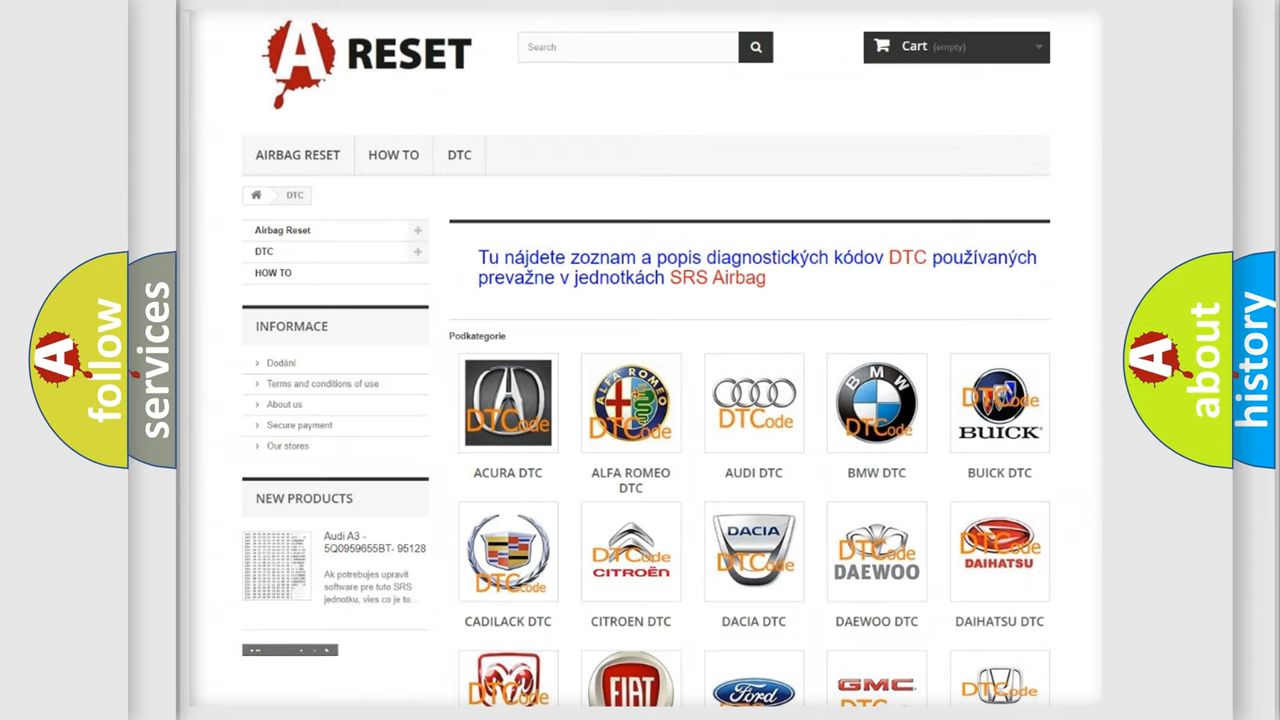 A RESET
Search
Cart (empty)
AIRBAG RESET
HOW TO
DTC
DTC
Airbag Reset
DTC
HOW TO
Tu nájdete zoznam a popis diagnostických kódov DTC používaných
prevažne v jednotkách SRS Airbag
INFORMACE
Dodání
Terms and conditions of use
About us
Secure payment
Our stores
NEW PRODUCTS
Audi A3 -
5Q0959655BT- 95128
Ak potrebujes upravit
software pre tuto SRS
jednotku, vies co je to...
Podkategorie
DTCode
ALFA ROMEO
DTCode
DTCode
BMW
DTCode
DTCode
BUICK
ACURA DTC
ALFA ROMEO
DTC
AUDI DTC
BMW DTC
BUICK DTC
DTCode
DTCode
CITROËN
DACIA
DTCode
DTCode
DAEWOO
DTCode
DAIHATSU
CADILACK DTC
CITROEN DTC
DACIA DTC
DAEWOO DTC
DAIHATSU DTC
DTCode
FIAT
Ford
GMC
DTCode
A follow
services
A about
history